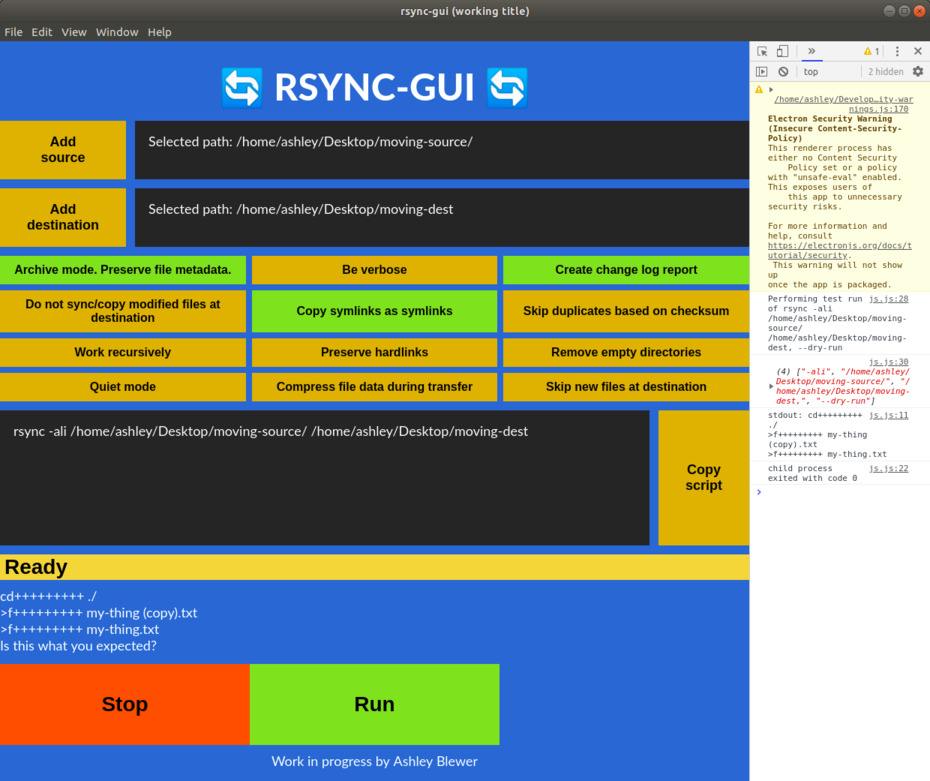 rsync-gui (working title)
File Edit View Window Help
RSYNC-GUI
Add
source
Selected path: /home/ashley/Desktop/moving-source/
Add
destination
Selected path: /home/ashley/Desktop/moving-dest
Archive mode. Preserve file metadata.
Be verbose
Create change log report
Do not sync/copy modified files at
destination
Copy symlinks as symlinks
Skip duplicates based on checksum
Work recursively
Preserve hardlinks
Remove empty directories
Quiet mode
Compress file data during transfer
Skip new files at destination
rsync -ali /home/ashley/Desktop/moving-source/ /home/ashley/Desktop/moving-dest
Copy
script
Ready
cd+++++++++ ./
>f+++++++++ my-thing (copy).txt
>f+++++++++ my-thing.txt
Is this what you expected?
Stop
Run
Work in progress by Ashley Blewer
» 1
top 2 hidden
/home/ashley/Develop…ity-war
nings.js:170
Electron Security Warning
(Insecure Content-Security-
Policy)
This renderer process has
either no Content Security
Policy set or a policy
with "unsafe-eval" enabled.
This exposes users of
this app to unnecessary
security risks.
For more information and
help, consult
https://electronjs.org/docs/t
utorial/security.
This warning will not show
up
once the app is packaged.
Performing test run js.js:28
of rsync -ali
/home/ashley/Desktop/moving-
source/
/home/ashley/Desktop/moving-
dest, --dry-run
js.js:30
(4) ["-ali", "/home/ashley/
Desktop/moving-source/", "/
home/ashley/Desktop/moving-
dest,", "--dry-run"]
stdout: cd+++++++++ js.js:11
./
>f+++++++++ my-thing
(copy).txt
>f+++++++++ my-thing.txt
child process js.js:22
exited with code 0